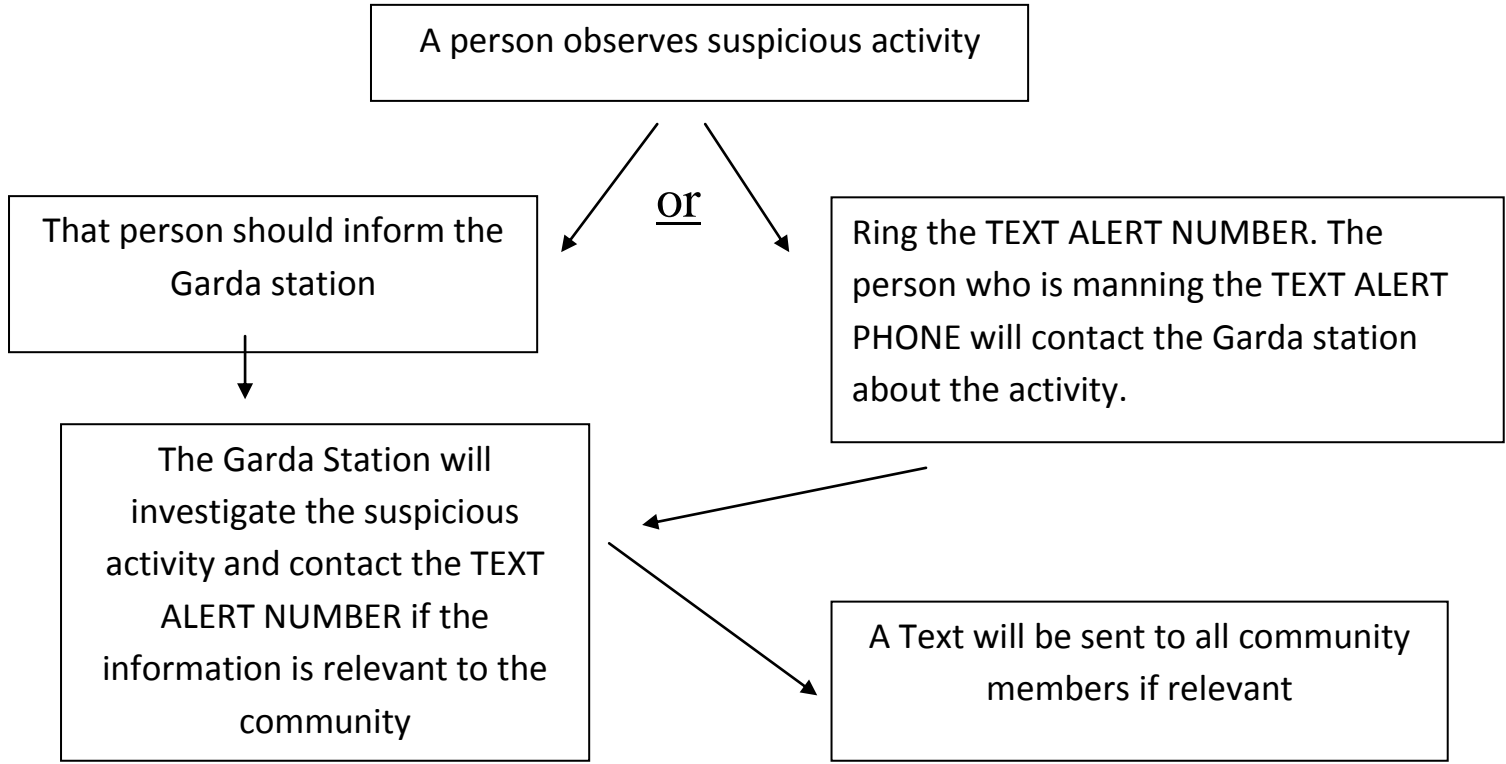 A person observes suspicious activity
or
That person should inform the
Garda station
Ring the TEXT ALERT NUMBER. The
person who is manning the TEXT ALERT
PHONE will contact the Garda station
about the activity.
The Garda Station will
investigate the suspicious
activity and contact the TEXT
ALERT NUMBER if the
information is relevant to the
community
A Text will be sent to all community
members if relevant